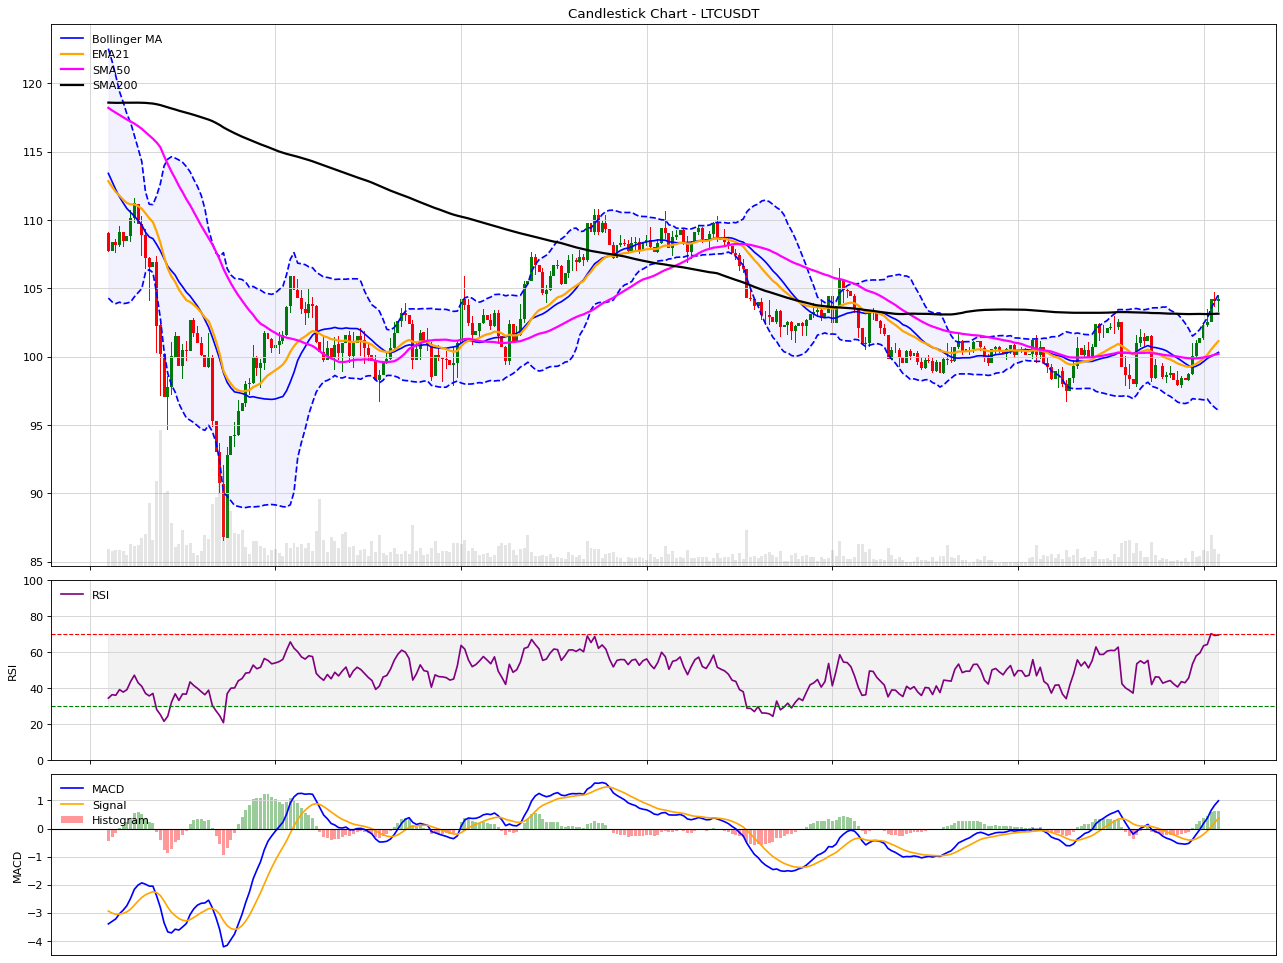 Candlestick Chart - LTCUSDT
Bollinger MA
EMA21
SMA50
SMA200
120
115
110
105
100
95
90
85
RSI
100
80
60
40
20
0
RSI
MACD
Signal
Histogram
1
0
−1
−2
−3
−4
MACD